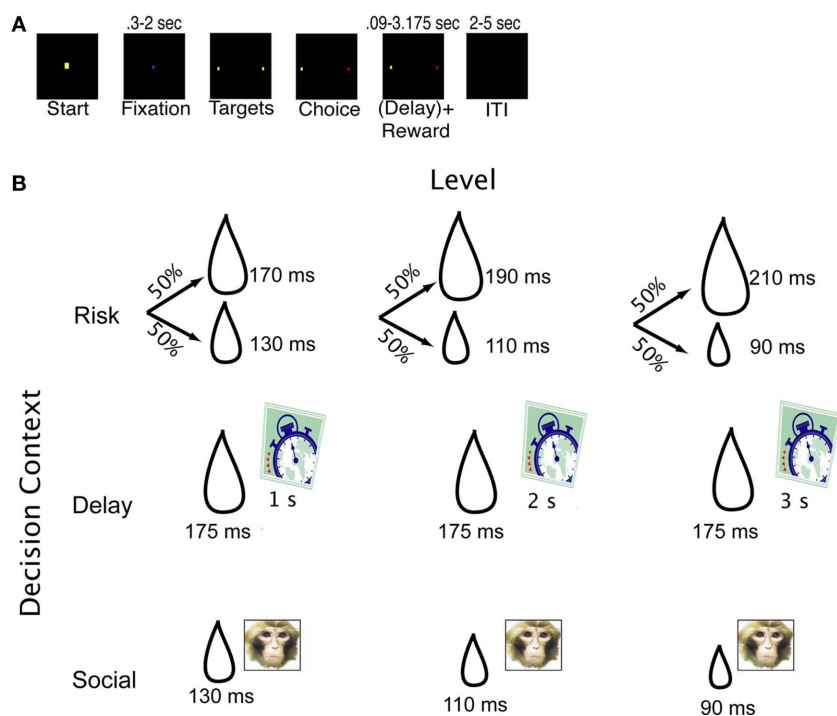 A
.3-2 sec
.09-3.175 sec
2-5 sec
Start
Fixation
Targets
Choice
(Delay)+
Reward
ITI
B
Level
Decision Context
Risk
50%
170 ms
50%
130 ms
50%
190 ms
50%
110 ms
50%
210 ms
50%
90 ms
Delay
1 s
175 ms
2 s
175 ms
3 s
175 ms
Social
130 ms
110 ms
90 ms